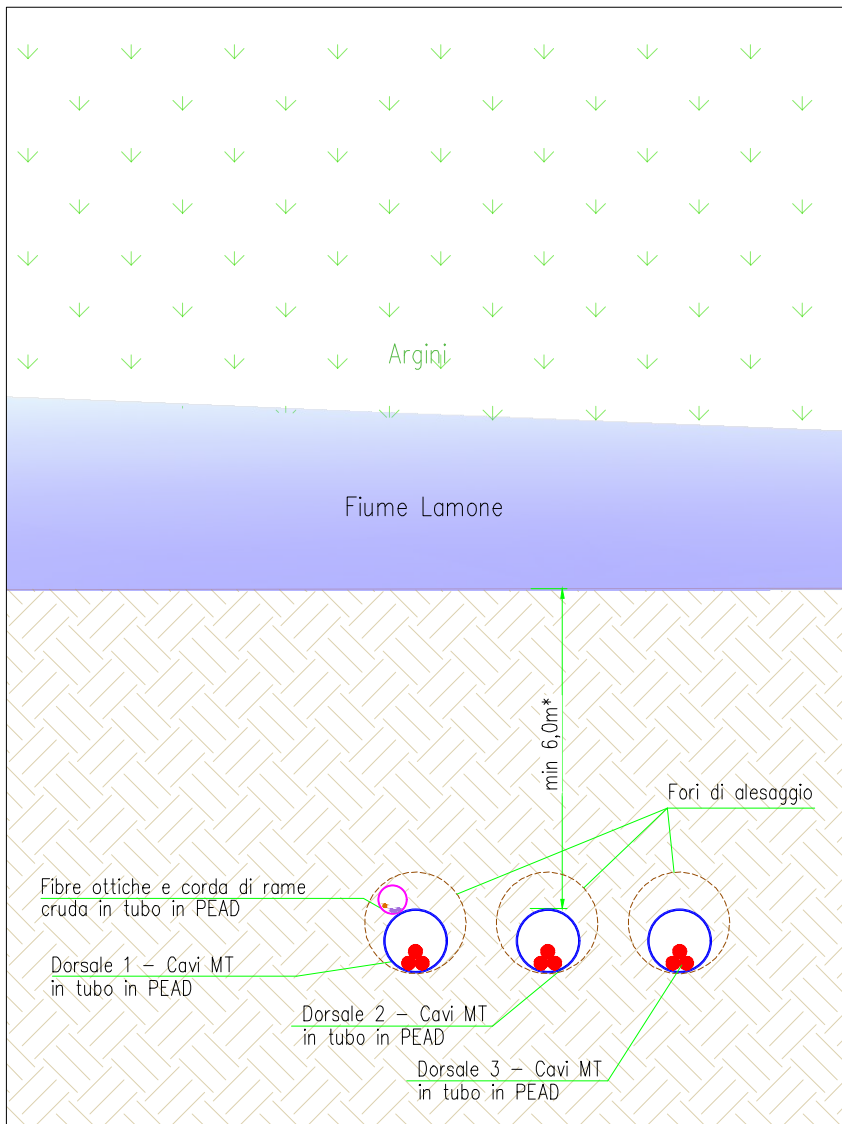 Argini
Fiume Lamone
min 6,0m*
Fori di alesaggio
Fibre ottiche e corda di rame
cruda in tubo in PEAD
Dorsale 1 – Cavi MT
in tubo in PEAD
Dorsale 2 – Cavi MT
in tubo in PEAD
Dorsale 3 – Cavi MT
in tubo in PEAD